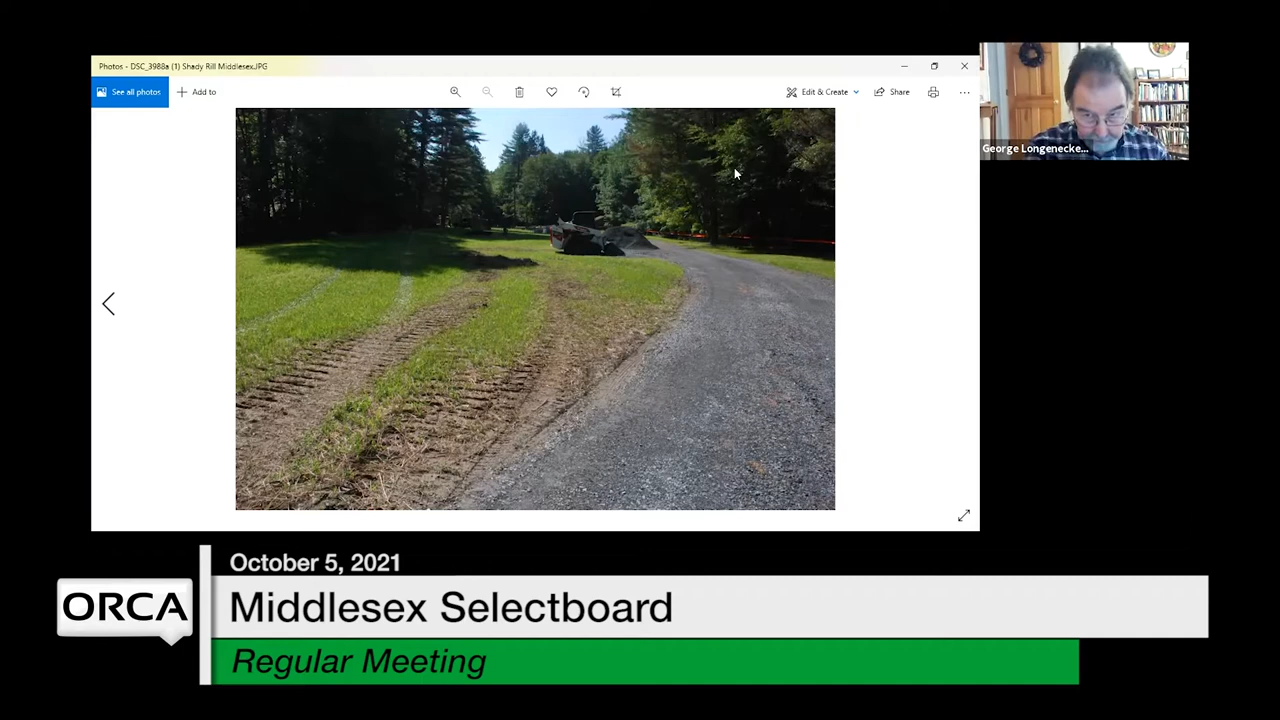 Photos - DSC_3988a (1) Shady Rill Middlesex.JPG
See all photos
Add to
Edit & Create
Share
George Longenecke...
October 5, 2021
ORCA
Middlesex Selectboard
Regular Meeting